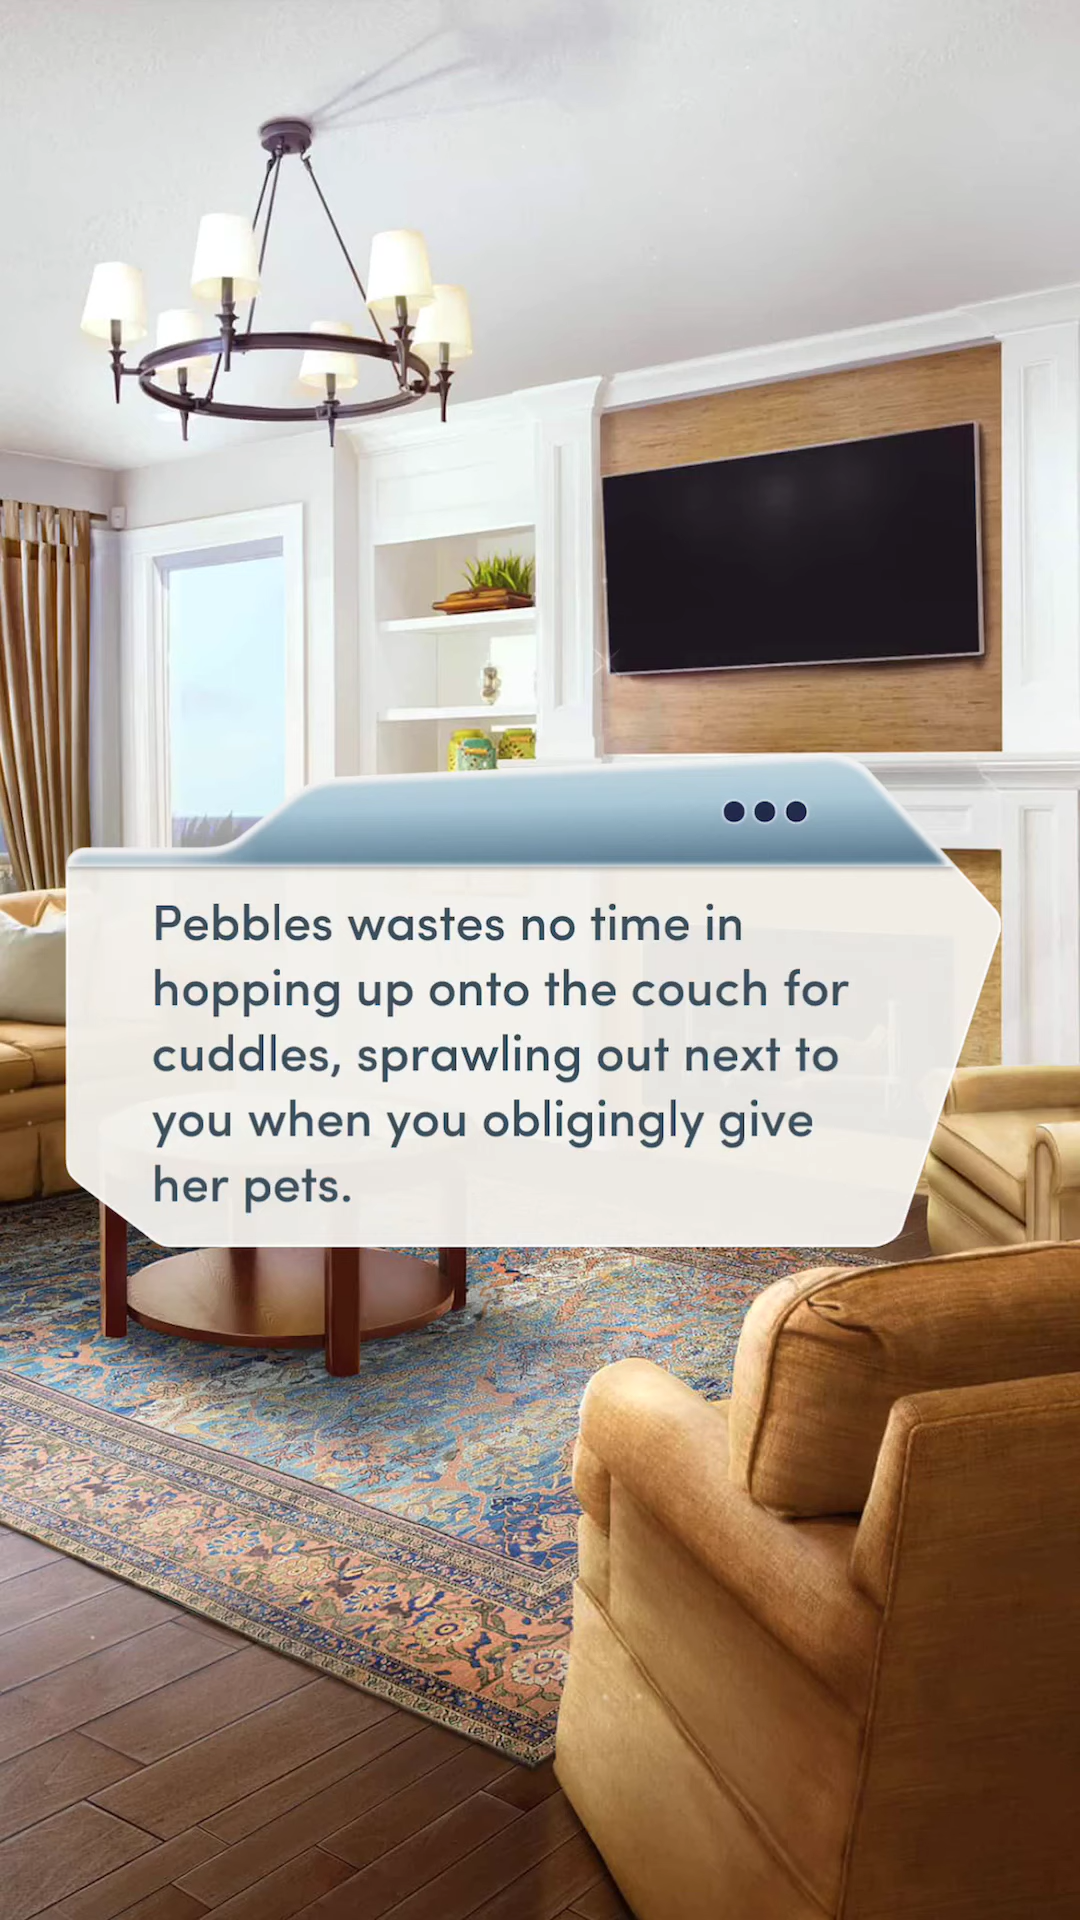 Pebbles wastes no time in
hopping up onto the couch for
cuddles, sprawling out next to
you when you obligingly give
her pets.